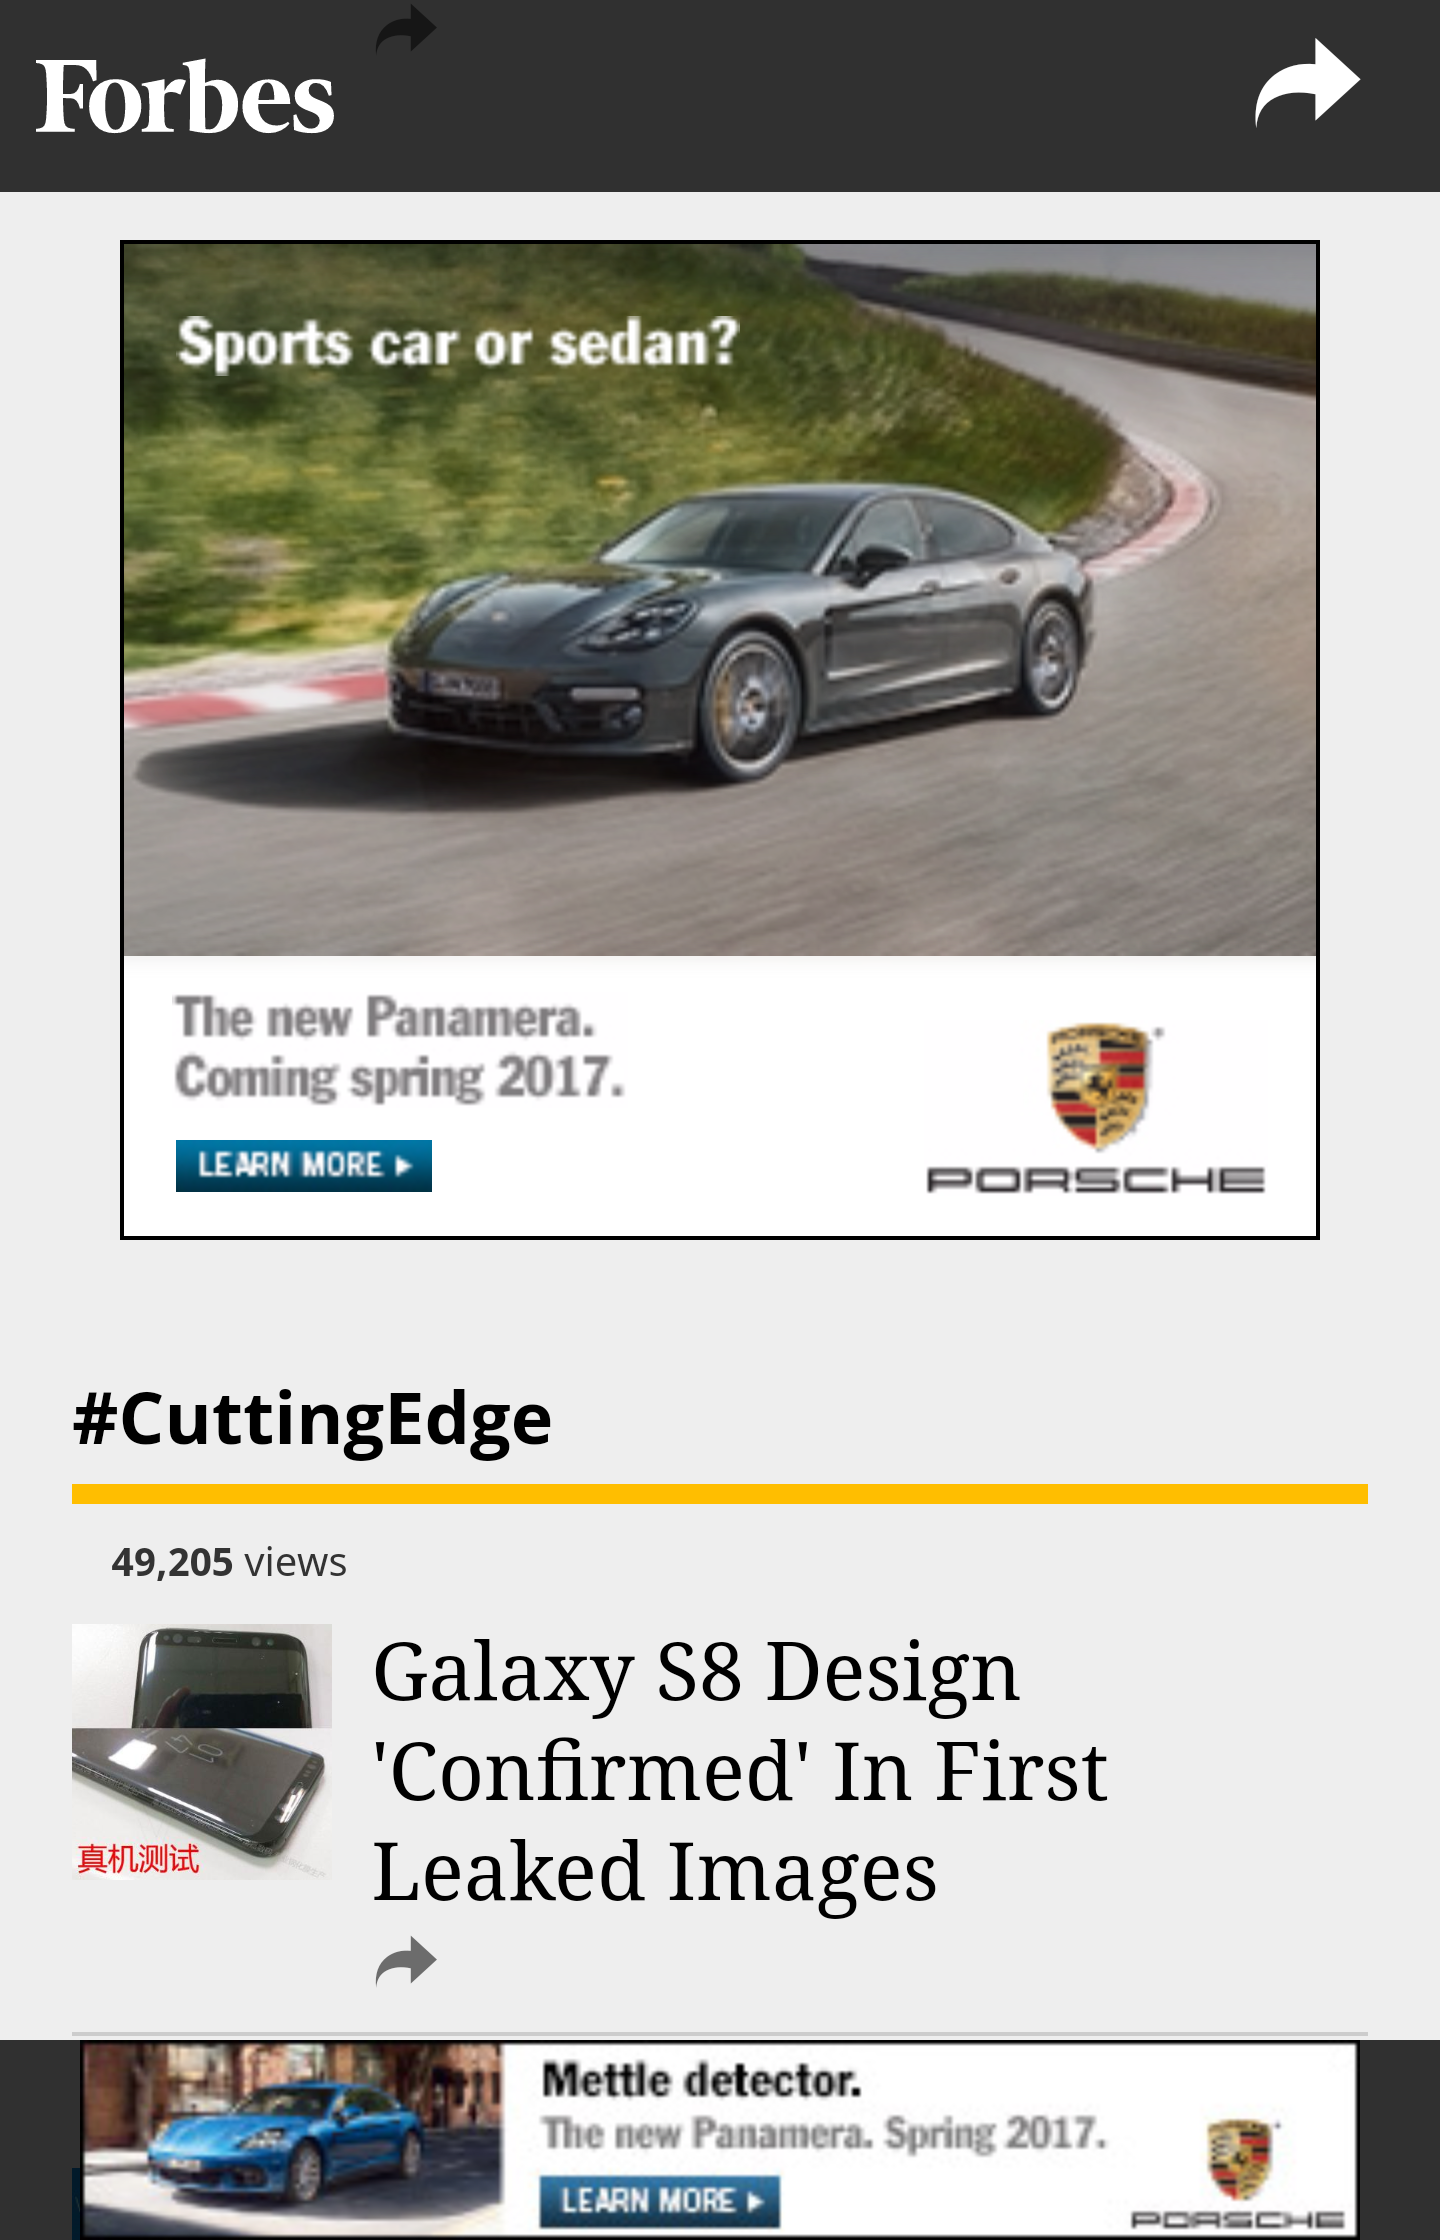 Forbes
Sports car or sedan?
The new Panamera.
Coming spring 2017.
LEARN MORE
PORSCHE
PORSCHE
#CuttingEdge
49,205 views
Galaxy S8 Design
'Confirmed' In First
Leaked Images
真机测试
Mettle detector.
The new Panamera. Spring 2017.
LEARN MORE
PORSCHE